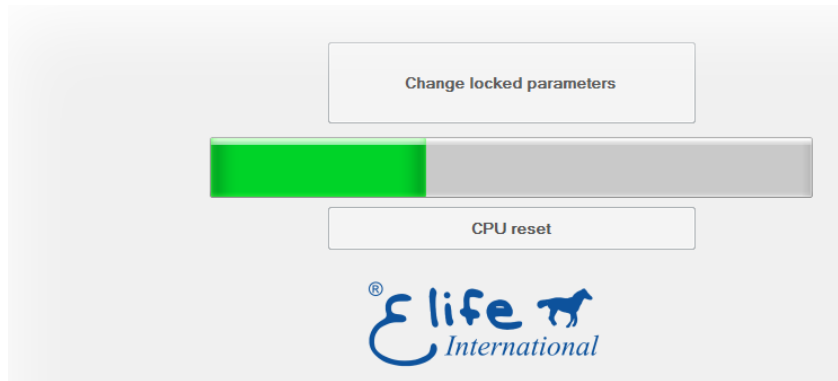 Change locked parameters
CPU reset
®
Elife
International